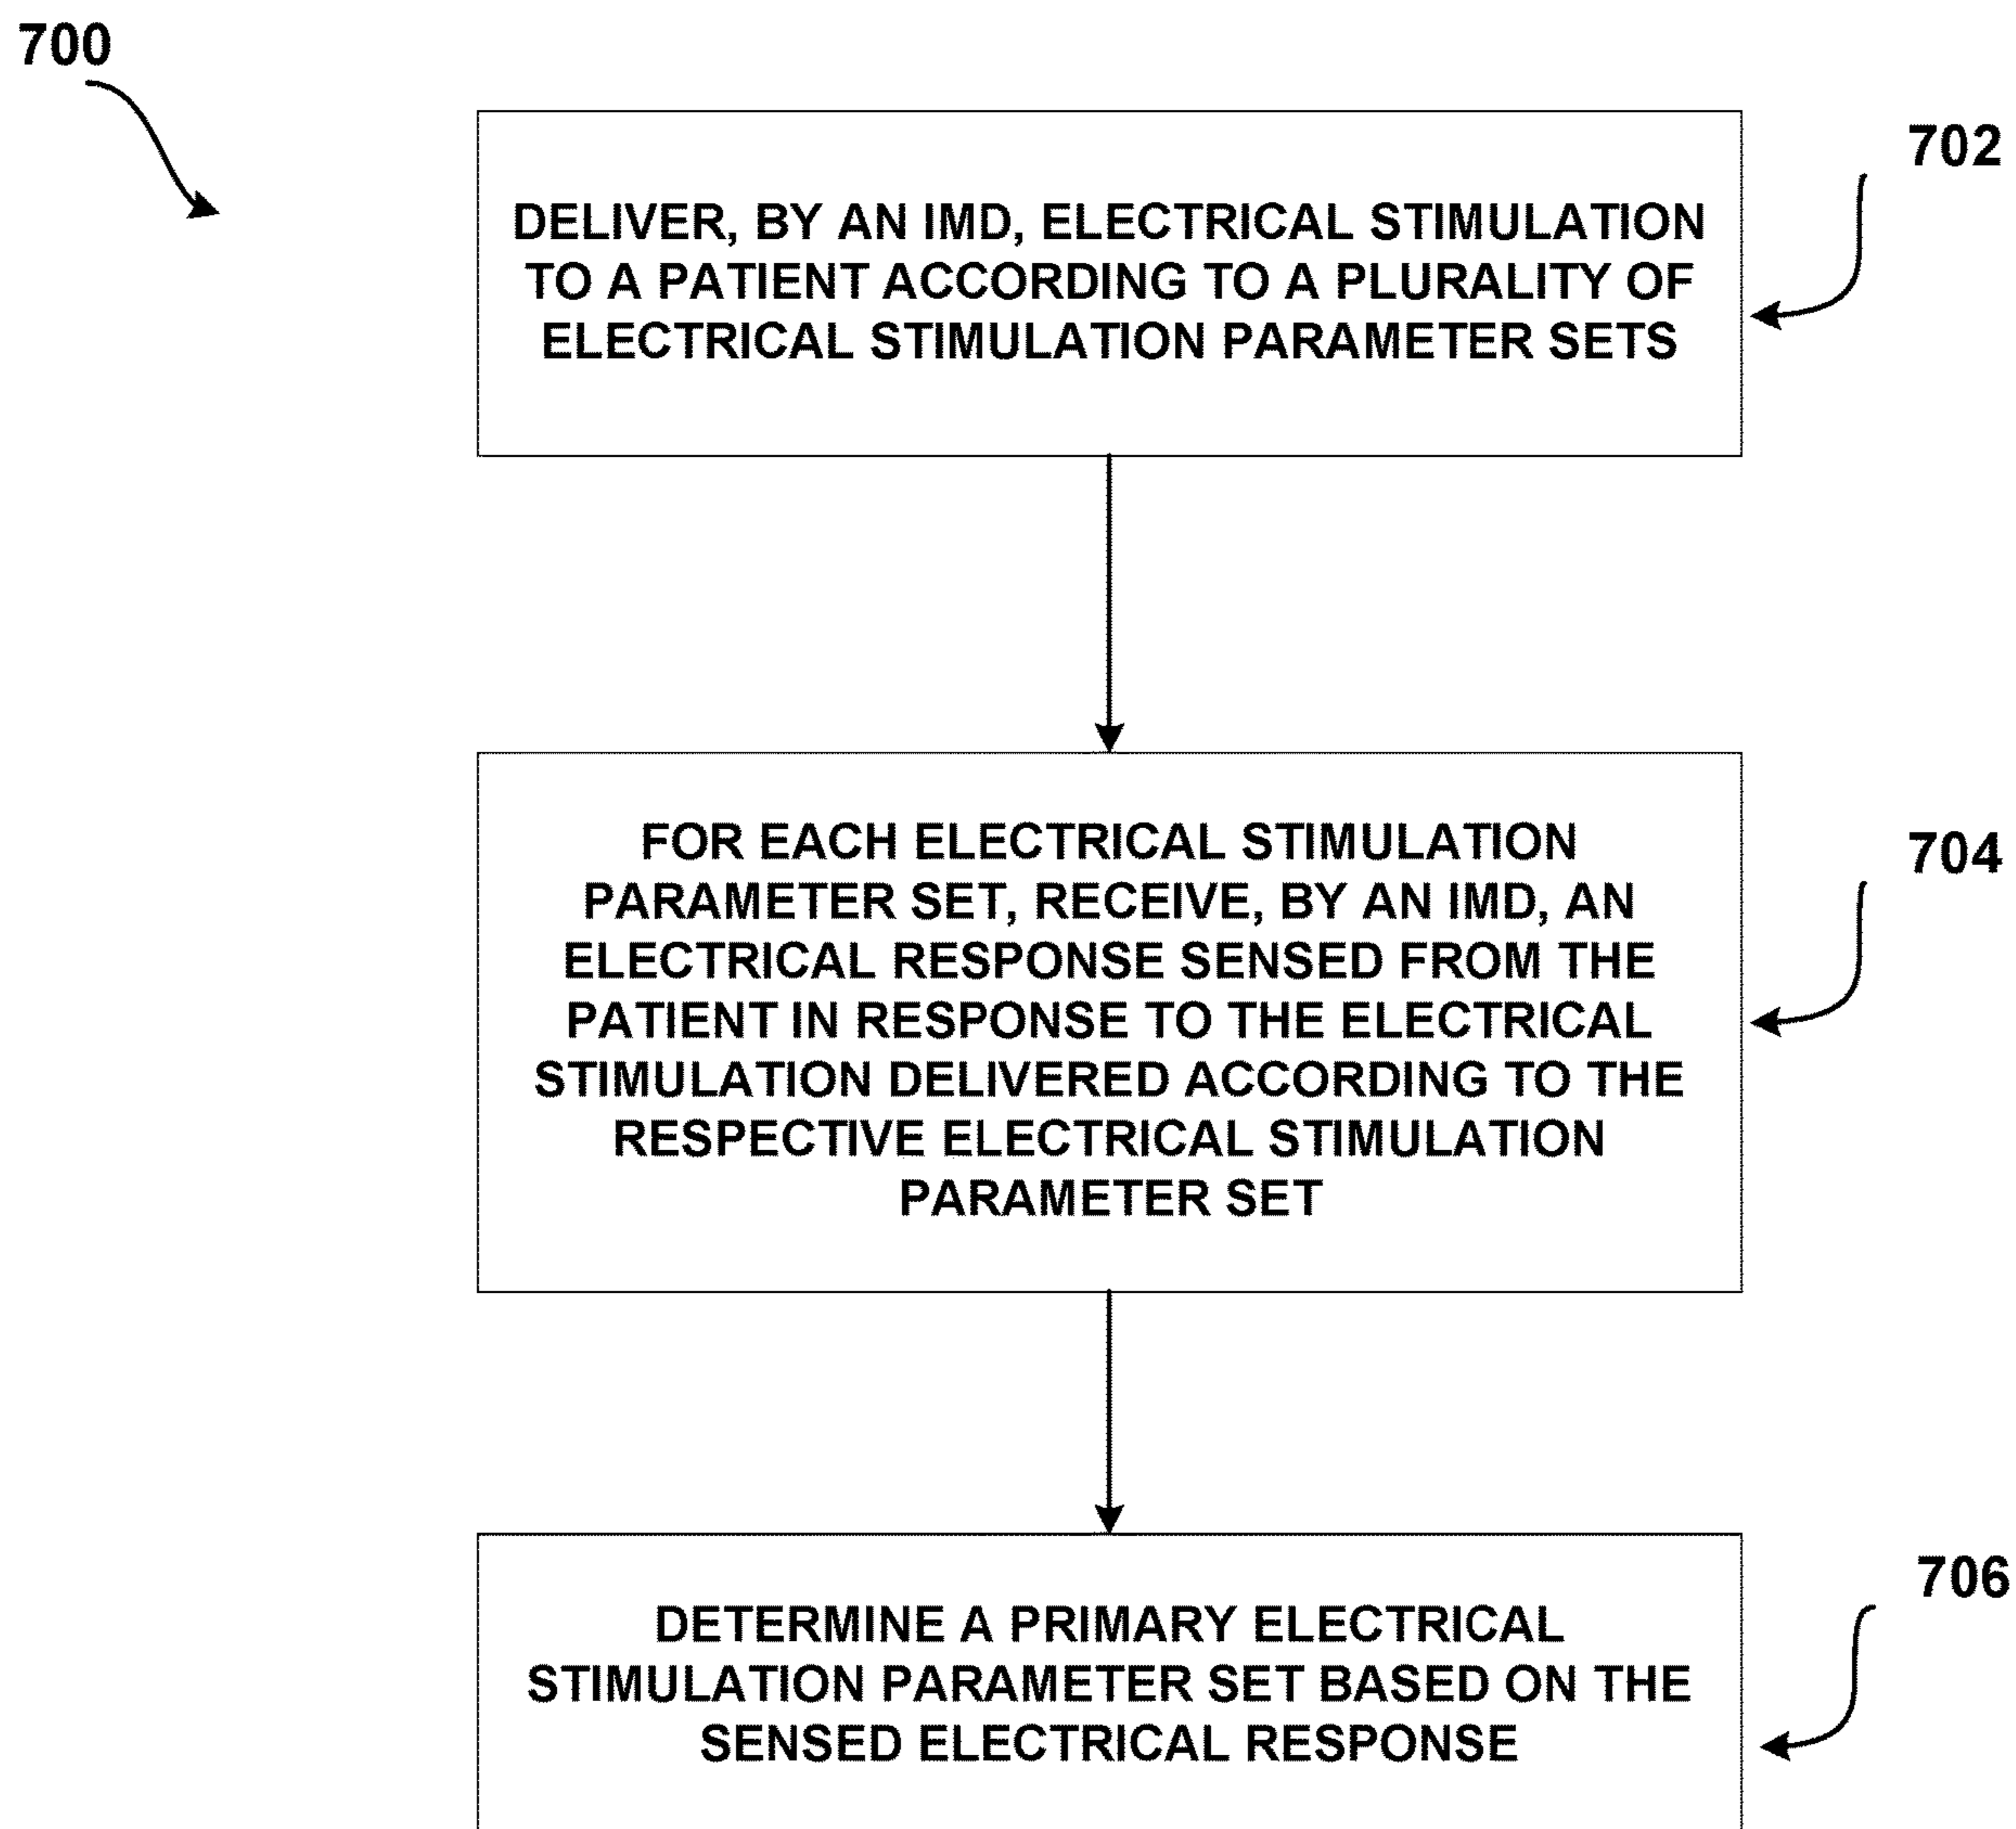 700
702
DELIVER, BY AN IMD, ELECTRICAL STIMULATION
TO A PATIENT ACCORDING TO A PLURALITY OF
ELECTRICAL STIMULATION PARAMETER SETS
704
FOR EACH ELECTRICAL STIMULATION
PARAMETER SET, RECEIVE, BY AN IMD, AN
ELECTRICAL RESPONSE SENSED FROM THE
PATIENT IN RESPONSE TO THE ELECTRICAL
STIMULATION DELIVERED ACCORDING TO THE
RESPECTIVE ELECTRICAL STIMULATION
PARAMETER SET
706
DETERMINE A PRIMARY ELECTRICAL
STIMULATION PARAMETER SET BASED ON THE
SENSED ELECTRICAL RESPONSE